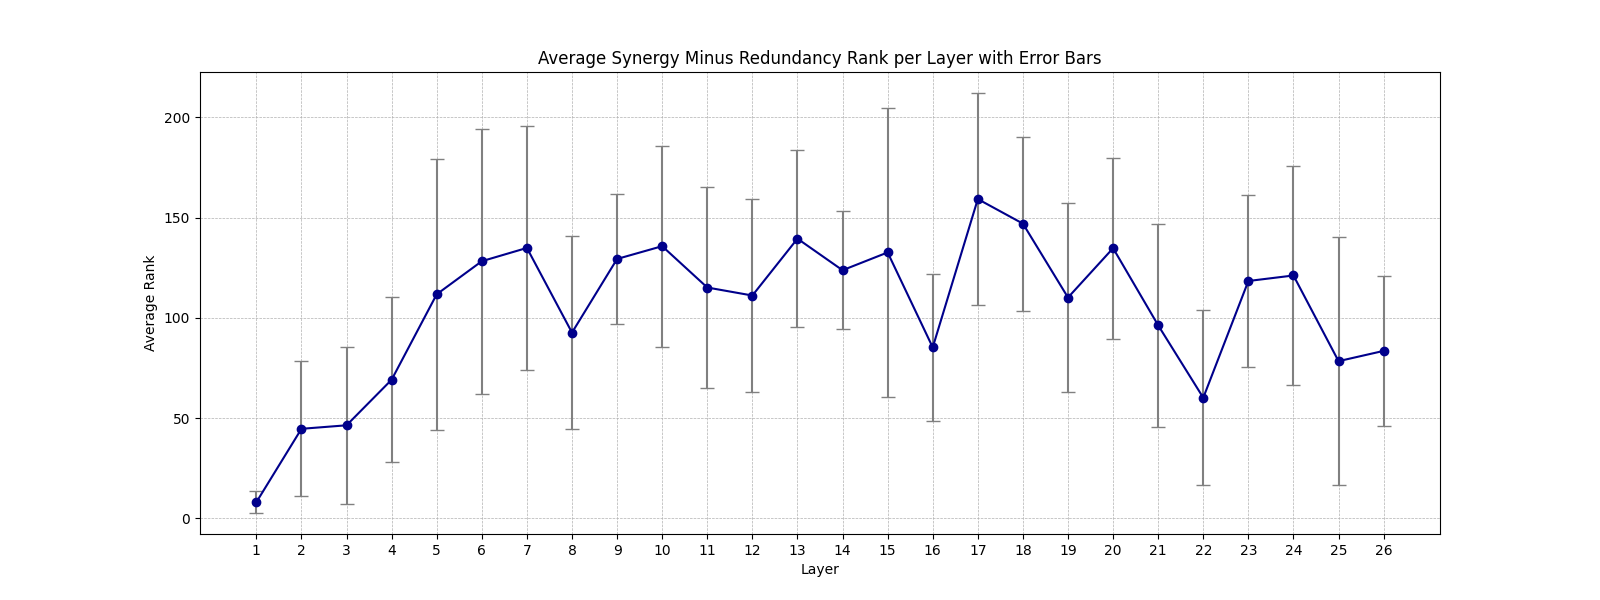 Average Synergy Minus Redundancy Rank per Layer with Error Bars
Average Rank
200
150
100
50
0
1 2 3 4 5 6 7 8 9 10 11 12 13 14 15 16 17 18 19 20 21 22 23 24 25 26
Layer